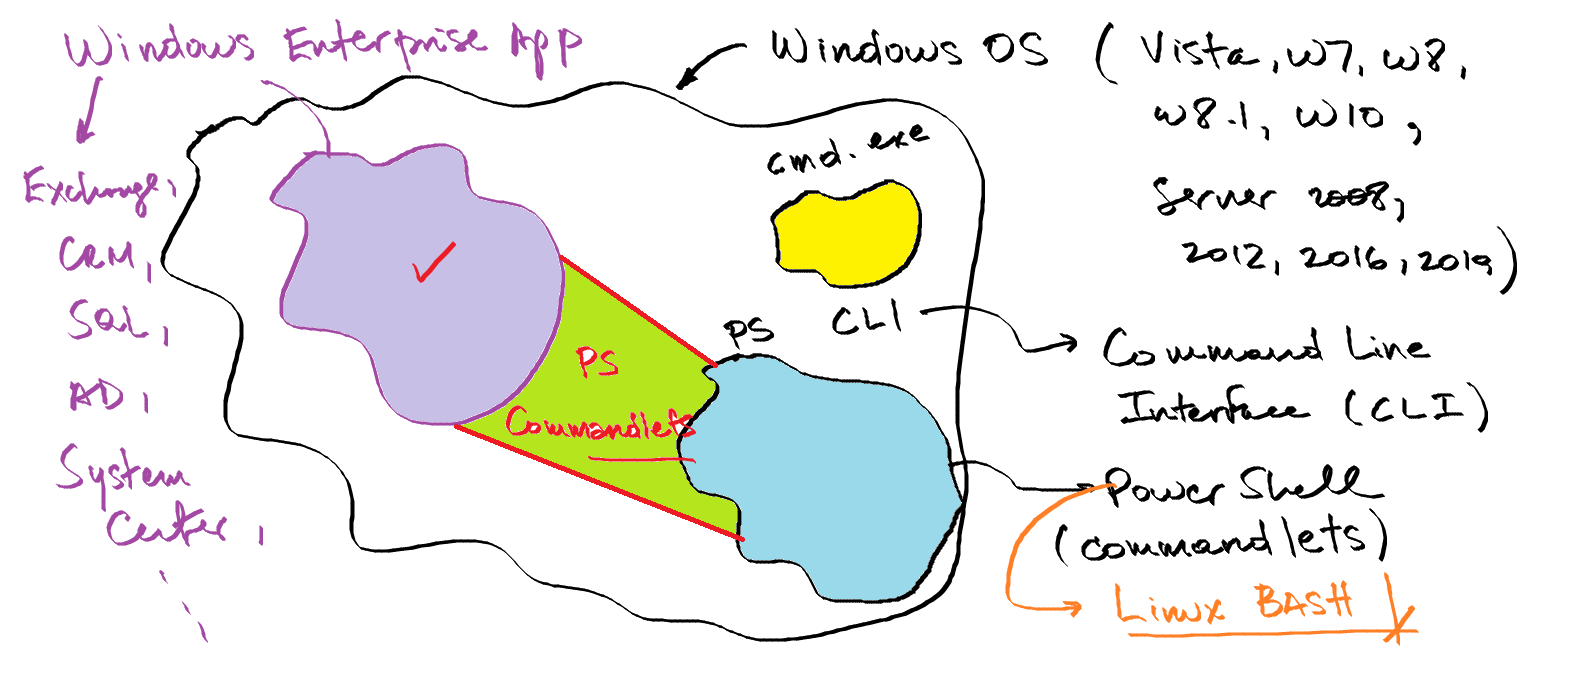 Windows Enterprise App
Exchange,
CRM,
SQL,
AD,
System
Center,
Windows OS (Vista, W7, W8,
W8.1, W10,
Server 2008,
2012, 2016, 2019)
cmd.exe
CLI
PS
PS
Commandlets
Command Line
Interface (CLI)
PowerShell
(commandlets)
Linux BASH